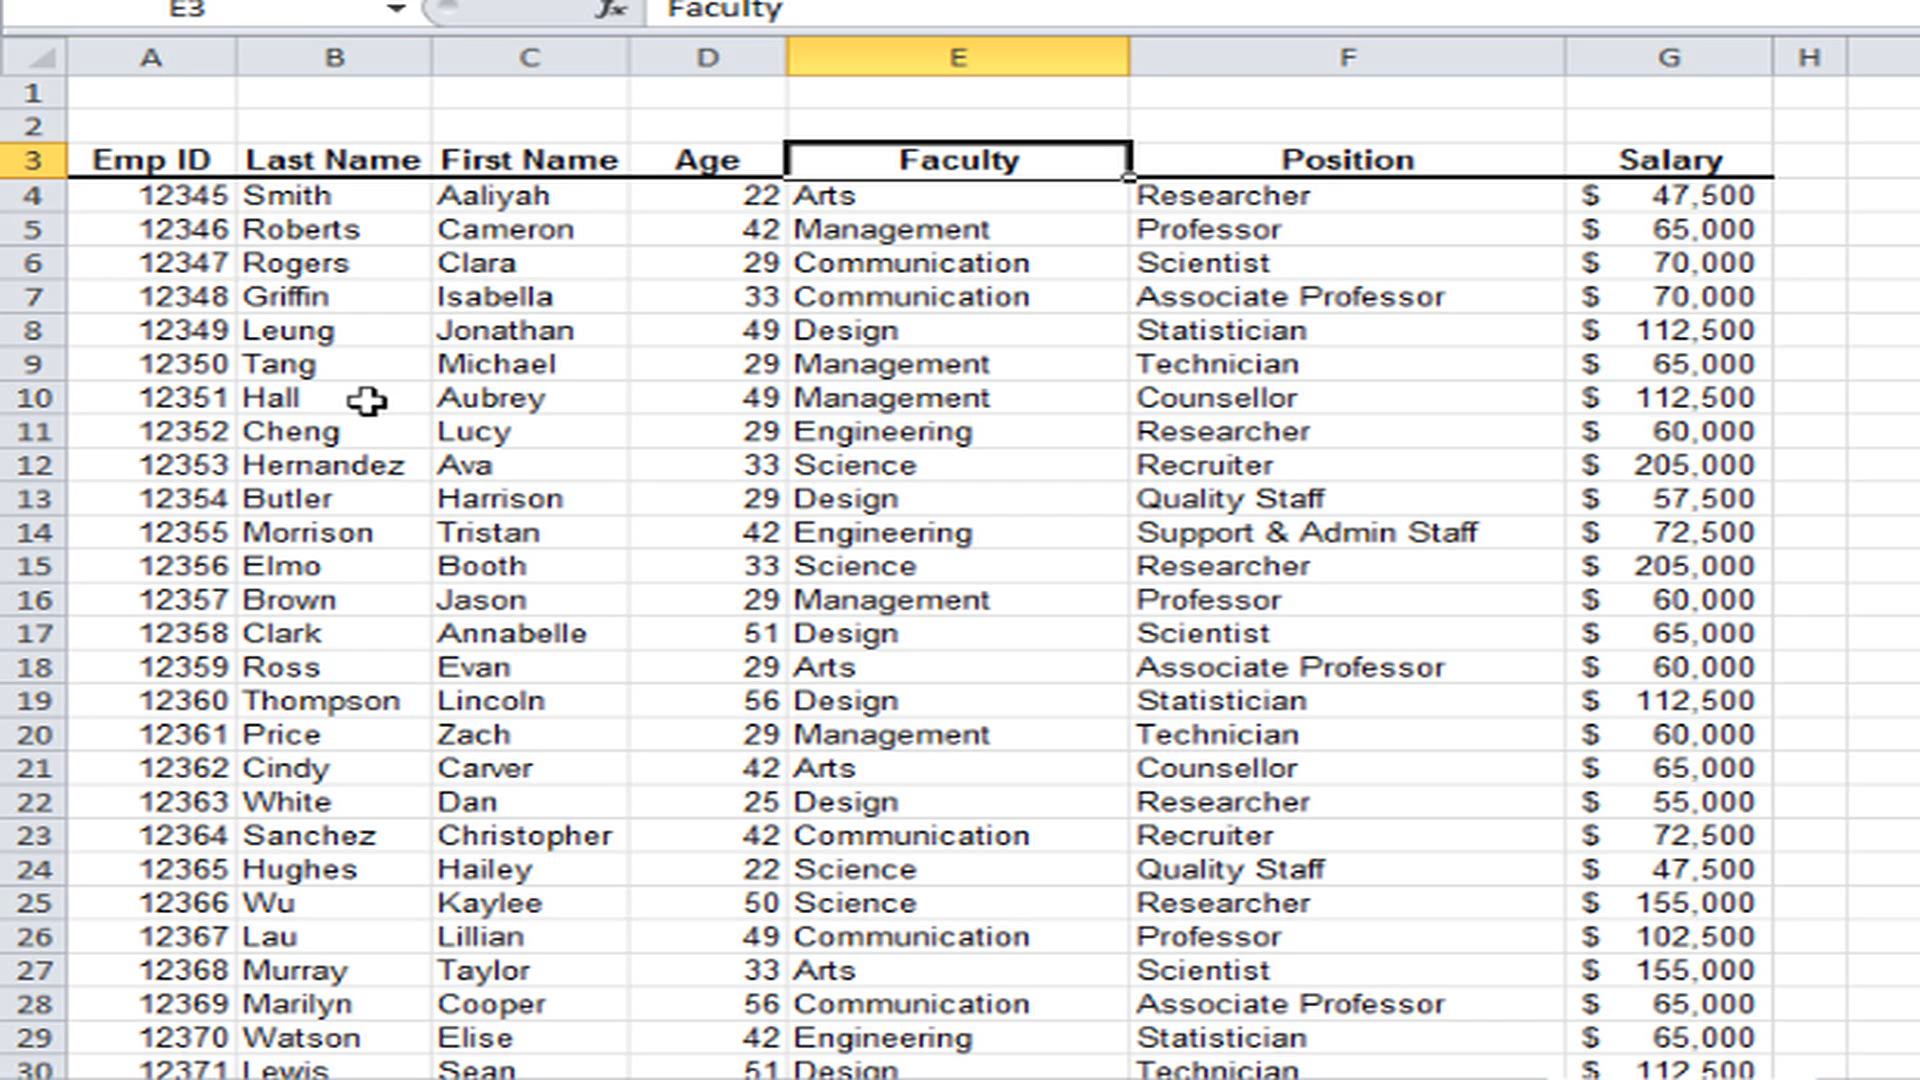 E3 fx Faculty
A B C D E F G H
1
2
3 Emp ID Last Name First Name Age Faculty Position Salary
4 12345 Smith Aaliyah 22 Arts Researcher $ 47,500
5 12346 Roberts Cameron 42 Management Professor $ 65,000
6 12347 Rogers Clara 29 Communication Scientist $ 70,000
7 12348 Griffin Isabella 33 Communication Associate Professor $ 70,000
8 12349 Leung Jonathan 49 Design Statistician $ 112,500
9 12350 Tang Michael 29 Management Technician $ 65,000
10 12351 Hall Aubrey 49 Management Counsellor $ 112,500
11 12352 Cheng Lucy 29 Engineering Researcher $ 60,000
12 12353 Hernandez Ava 33 Science Recruiter $ 205,000
13 12354 Butler Harrison 29 Design Quality Staff $ 57,500
14 12355 Morrison Tristan 42 Engineering Support & Admin Staff $ 72,500
15 12356 Elmo Booth 33 Science Researcher $ 205,000
16 12357 Brown Jason 29 Management Professor $ 60,000
17 12358 Clark Annabelle 51 Design Scientist $ 65,000
18 12359 Ross Evan 29 Arts Associate Professor $ 60,000
19 12360 Thompson Lincoln 56 Design Statistician $ 112,500
20 12361 Price Zach 29 Management Technician $ 60,000
21 12362 Cindy Carver 42 Arts Counsellor $ 65,000
22 12363 White Dan 25 Design Researcher $ 55,000
23 12364 Sanchez Christopher 42 Communication Recruiter $ 72,500
24 12365 Hughes Hailey 22 Science Quality Staff $ 47,500
25 12366 Wu Kaylee 50 Science Researcher $ 155,000
26 12367 Lau Lillian 49 Communication Professor $ 102,500
27 12368 Murray Taylor 33 Arts Scientist $ 155,000
28 12369 Marilyn Cooper 56 Communication Associate Professor $ 65,000
29 12370 Watson Elise 42 Engineering Statistician $ 65,000
30 12371 Lewis Sean 51 Design Technician $ 112,500